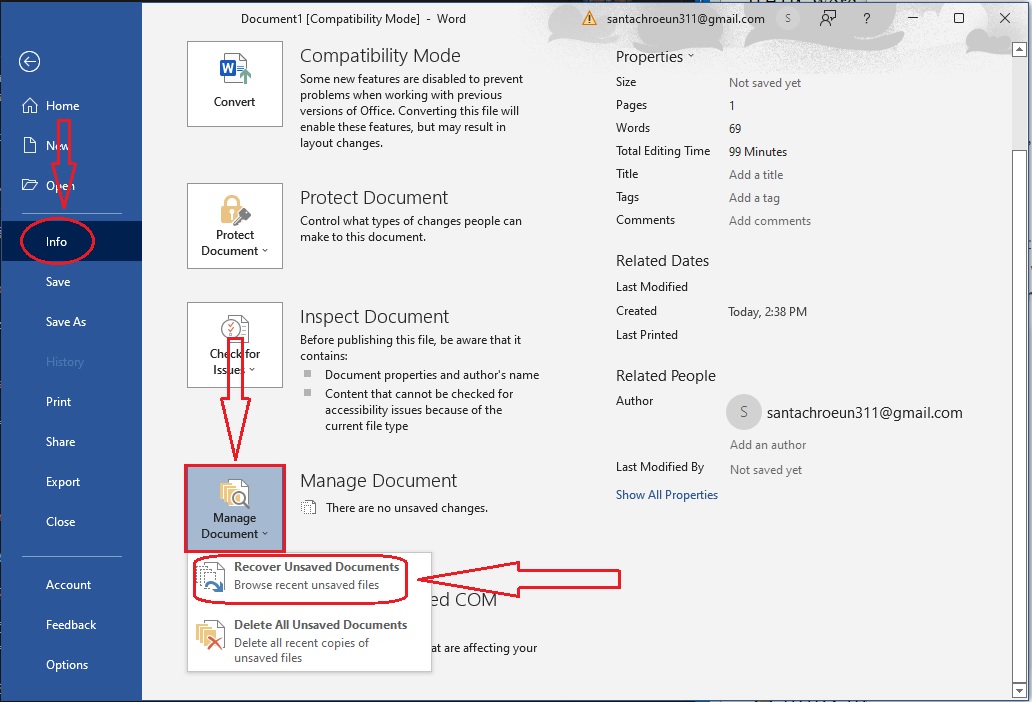 Document1 [Compatibility Mode] - Word
santachroeun311@gmail.com
S
?
Home
New
Open
Info
Save
Save As
History
Print
Share
Export
Close
Account
Feedback
Options
Convert
Compatibility Mode
Some new features are disabled to prevent
problems when working with previous
versions of Office. Converting this file will
enable these features, but may result in
layout changes.
Protect
Document
Protect Document
Control what types of changes people can
make to this document.
Check for
Issues
Inspect Document
Before publishing this file, be aware that it
contains:
Document properties and author's name
Content that cannot be checked for
accessibility issues because of the
current file type
Manage
Document
Manage Document
There are no unsaved changes.
Recover Unsaved Documents
Browse recent unsaved files
Delete All Unsaved Documents
Delete all recent copies of
unsaved files
ed COM
at are affecting your
Properties
Size Not saved yet
Pages 1
Words 69
Total Editing Time 99 Minutes
Title Add a title
Tags Add a tag
Comments Add comments
Related Dates
Last Modified
Created Today, 2:38 PM
Last Printed
Related People
Author
S santachroeun311@gmail.com
Add an author
Last Modified By Not saved yet
Show All Properties